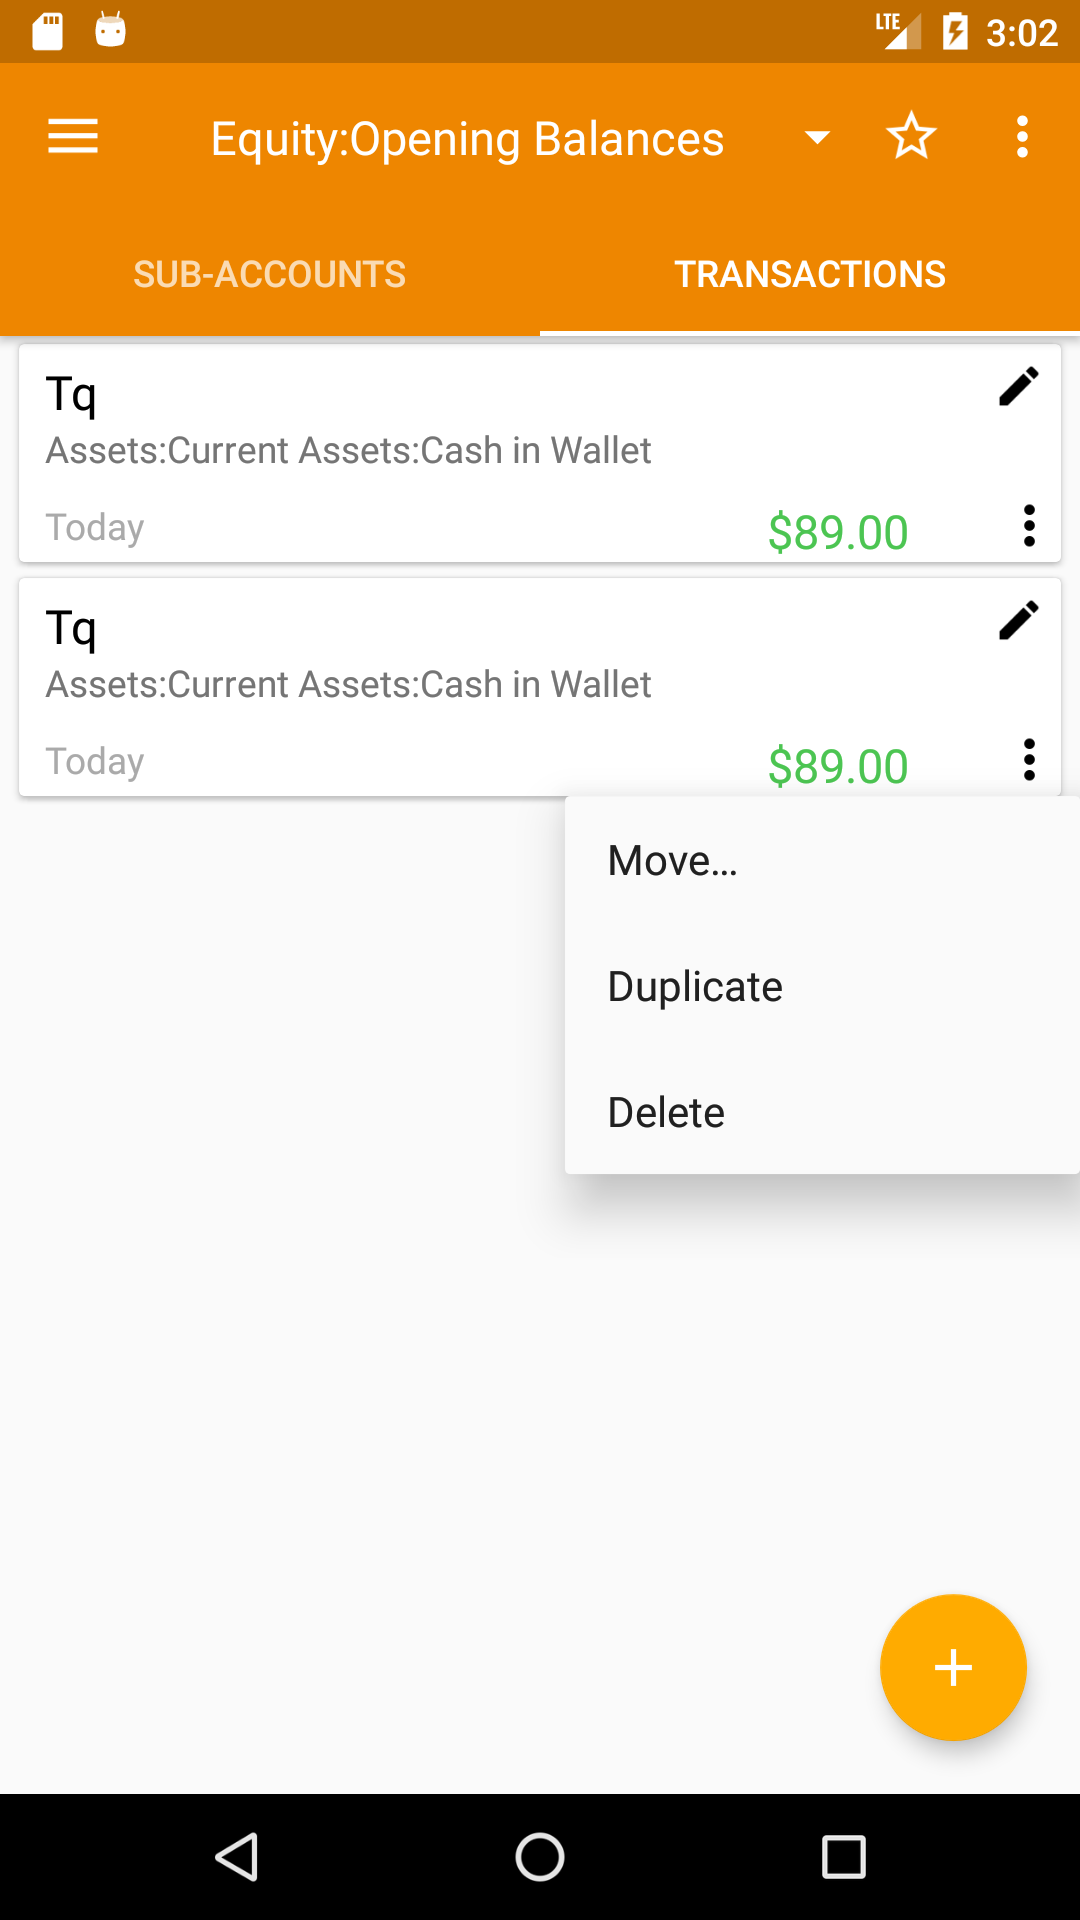 LTE 3:02
Equity:Opening Balances
SUB-ACCOUNTS TRANSACTIONS
Tq
Assets:Current Assets:Cash in Wallet
Today $89.00
Tq
Assets:Current Assets:Cash in Wallet
Today $89.00
Move...
Duplicate
Delete